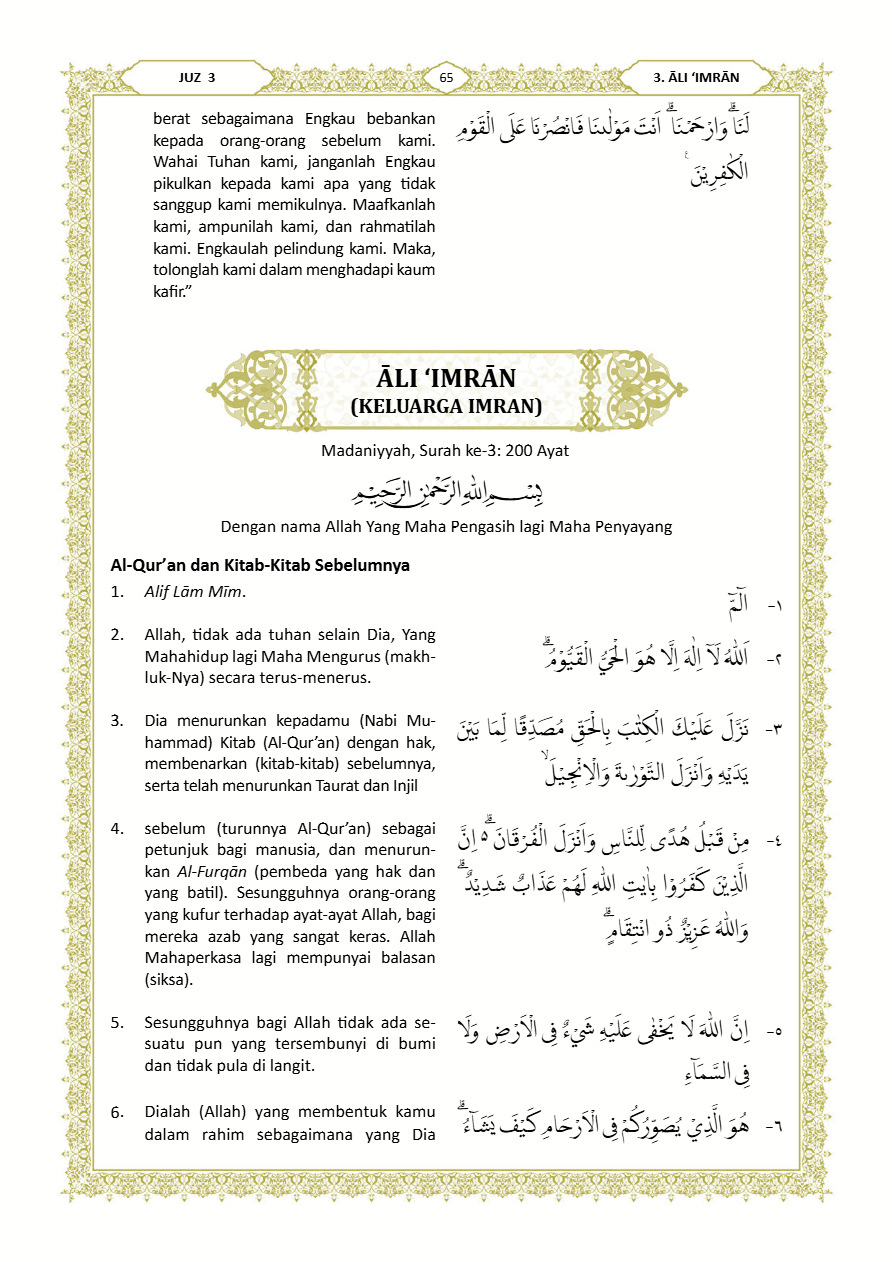 JUZ 3
65
3. ĀLI ‘IMRĀN
berat sebagaimana Engkau bebankan
kepada orang-orang sebelum kami.
Wahai Tuhan kami, janganlah Engkau
pikulkan kepada kami apa yang tidak
sanggup kami memikulnya. Maafkanlah
kami, ampunilah kami, dan rahmatilah
kami. Engkaulah pelindung kami. Maka,
tolonglah kami dalam menghadapi kaum
kafir.”
لَنَاۗ وَارْحَمْنَا ۗ اَنْتَ مَوْلٰىنَا فَانْصُرْنَا عَلَى الْقَوْمِ
الْكٰفِرِيْنَ ࣖ
ĀLI ‘IMRĀN
(KELUARGA IMRAN)
Madaniyyah, Surah ke-3: 200 Ayat
بِسْمِ اللّٰهِ الرَّحْمٰنِ الرَّحِيْمِ
Dengan nama Allah Yang Maha Pengasih lagi Maha Penyayang
Al-Qur’an dan Kitab-Kitab Sebelumnya
1. Alif Lām Mīm.
١- الۤمّۤ
2. Allah, tidak ada tuhan selain Dia, Yang
Mahahidup lagi Maha Mengurus (makh-
luk-Nya) secara terus-menerus.
٢- اَللّٰهُ لَآ اِلٰهَ اِلَّا هُوَ الْحَيُّ الْقَيُّوْمُۗ
3. Dia menurunkan kepadamu (Nabi Mu-
hammad) Kitab (Al-Qur’an) dengan hak,
membenarkan (kitab-kitab) sebelumnya,
serta telah menurunkan Taurat dan Injil
٣- نَزَّلَ عَلَيْكَ الْكِتٰبَ بِالْحَقِّ مُصَدِّقًا لِّمَا بَيْنَ
يَدَيْهِ وَاَنْزَلَ التَّوْرٰىةَ وَالْاِنْجِيْلَۙ
4. sebelum (turunnya Al-Qur’an) sebagai
petunjuk bagi manusia, dan menurun-
kan Al-Furqān (pembeda yang hak dan
yang batil). Sesungguhnya orang-orang
yang kufur terhadap ayat-ayat Allah, bagi
mereka azab yang sangat keras. Allah
Mahaperkasa lagi mempunyai balasan
(siksa).
٤- مِنْ قَبْلُ هُدًى لِّلنَّاسِ وَاَنْزَلَ الْفُرْقَانَ ەۗ اِنَّ
الَّذِيْنَ كَفَرُوْا بِاٰيٰتِ اللّٰهِ لَهُمْ عَذَابٌ شَدِيْدٌ ۗ
وَاللّٰهُ عَزِيْزٌ ذُو انْتِقَامٍۗ
5. Sesungguhnya bagi Allah tidak ada se-
suatu pun yang tersembunyi di bumi
dan tidak pula di langit.
٥- اِنَّ اللّٰهَ لَا يَخْفٰى عَلَيْهِ شَيْءٌ فِى الْاَرْضِ وَلَا
فِى السَّمَاۤءِ
6. Dialah (Allah) yang membentuk kamu
dalam rahim sebagaimana yang Dia
٦- هُوَ الَّذِيْ يُصَوِّرُكُمْ فِى الْاَرْحَامِ كَيْفَ يَشَاۤءُ ۗ